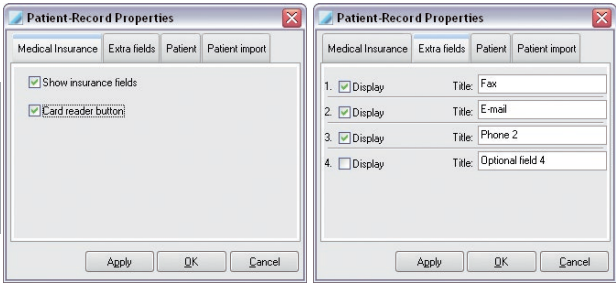 Patient-Record Properties
Medical Insurance Extra fields Patient Patient import
Show insurance fields
Card reader button
Apply OK Cancel
Patient-Record Properties
Medical Insurance Extra fields Patient Patient import
1. Display Title: Fax
2. Display Title: E-mail
3. Display Title: Phone 2
4. Display Title: Optional field 4
Apply OK Cancel